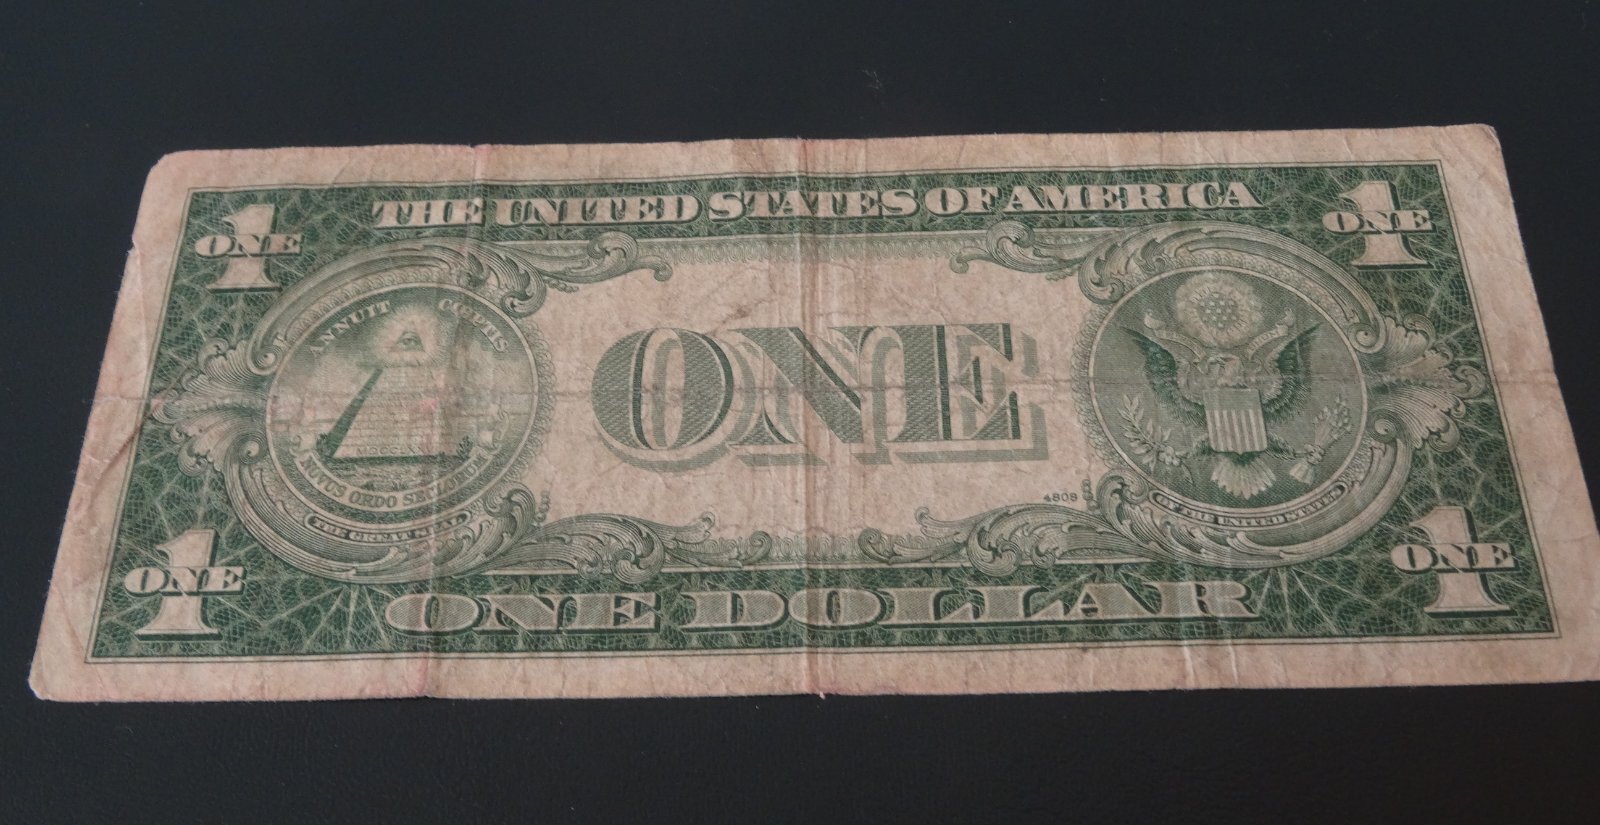 THE UNITED STATES OF AMERICA
1
ONE
1
ONE
ANNUIT CŒPTIS
NOVUS ORDO SECLORUM
THE GREAT SEAL
ONE
4809
OF THE UNITED STATES
1
ONE
1
ONE
ONE DOLLAR